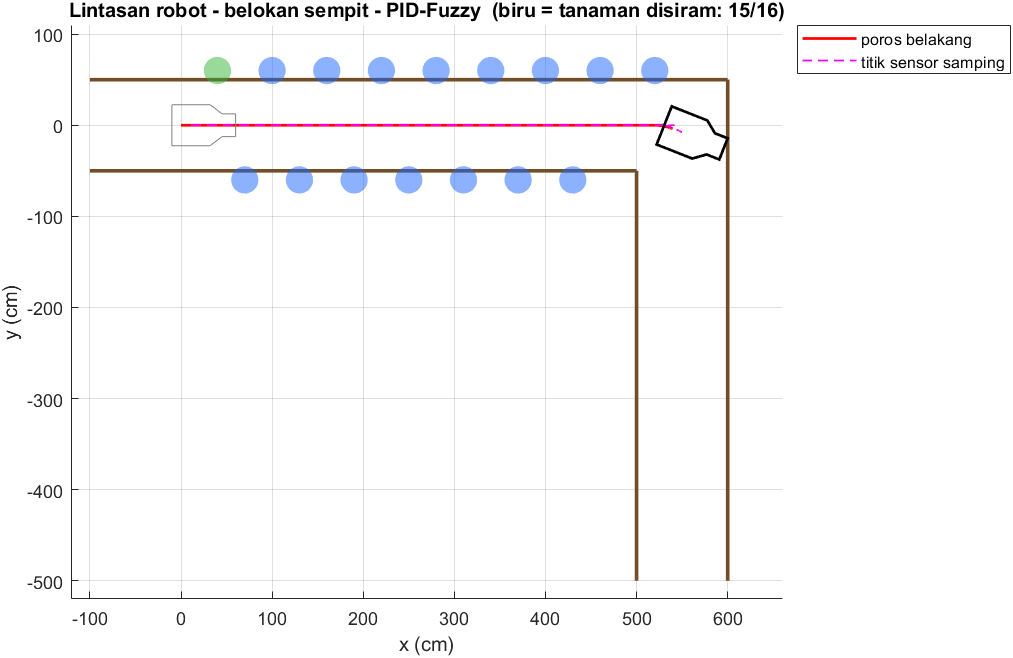 Lintasan robot - belokan sempit - PID-Fuzzy (biru = tanaman disiram: 15/16)
poros belakang
titik sensor samping
100
0
-100
-200
-300
-400
-500
y (cm)
-100 0 100 200 300 400 500 600
x (cm)